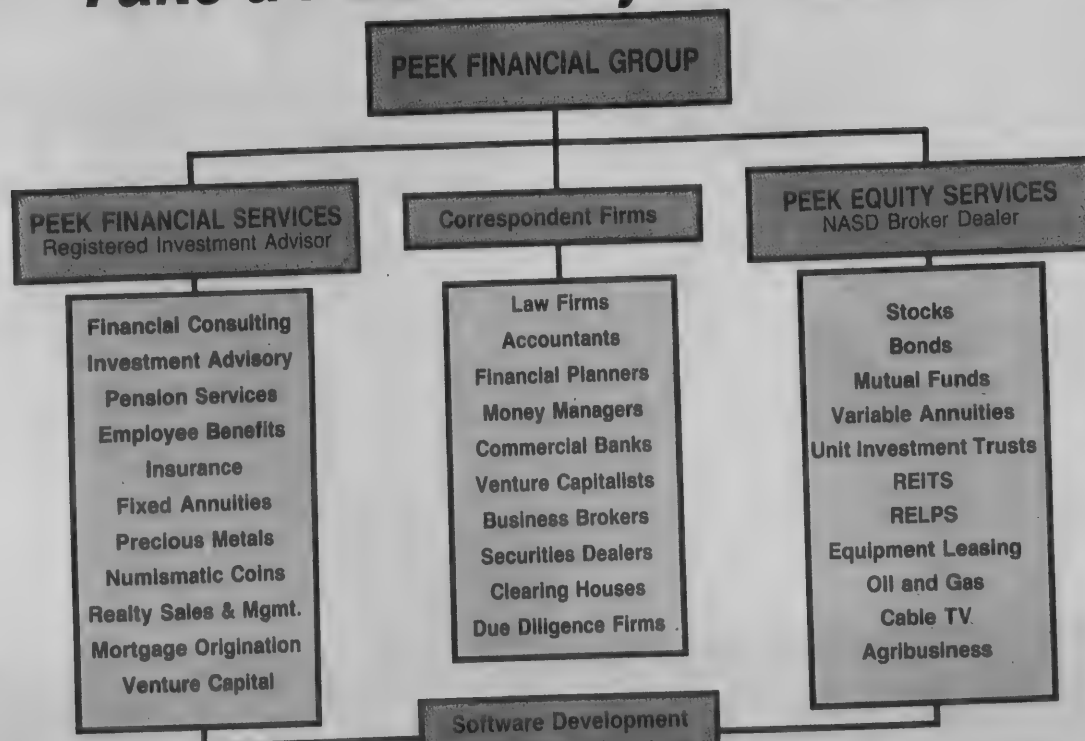 PEEK FINANCIAL GROUP
PEEK FINANCIAL SERVICES
Registered Investment Advisor
Financial Consulting
Investment Advisory
Pension Services
Employee Benefits
Insurance
Fixed Annuities
Precious Metals
Numismatic Coins
Realty Sales & Mgmt.
Mortgage Origination
Venture Capital
Correspondent Firms
Law Firms
Accountants
Financial Planners
Money Managers
Commercial Banks
Venture Capitalists
Business Brokers
Securities Dealers
Clearing Houses
Due Diligence Firms
PEEK EQUITY SERVICES
NASD Broker Dealer
Stocks
Bonds
Mutual Funds
Variable Annuities
Unit Investment Trusts
REITS
RELPS
Equipment Leasing
Oil and Gas
Cable TV
Agribusiness
Software Development